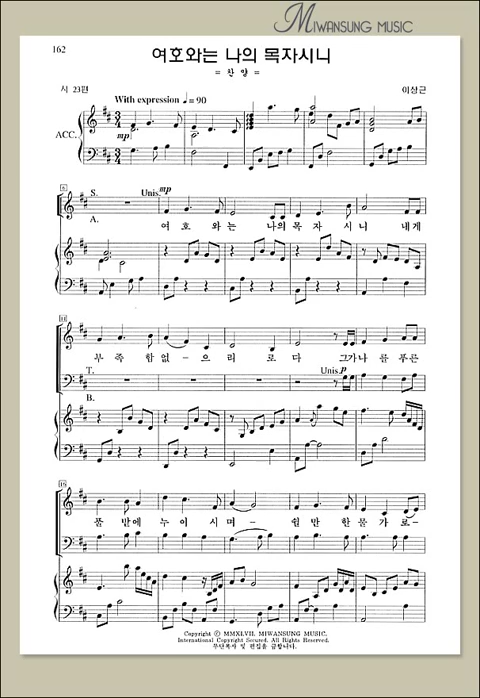 MIWANSUNG MUSIC
162
여호와는 나의 목자시니
= 찬 양 =
시 23편
이상근
With expression ♩ = 90
ACC.
mp
6
S.
Unis.
mp
A.
여 호 와 는 나의 목 자 시 니 내게
11
부 족 함 없 - 으 리 로 다 그가 나 를 푸른
T.
Unis. p
B.
15
풀 밭에 누 이 시 며 - 쉴 만 한 물 가 로 -
Copyright ⓒ MMXLVII. MIWANSUNG MUSIC.
International Copyright Secured. All Rights Reserved.
무단복사 및 편집을 금합니다.